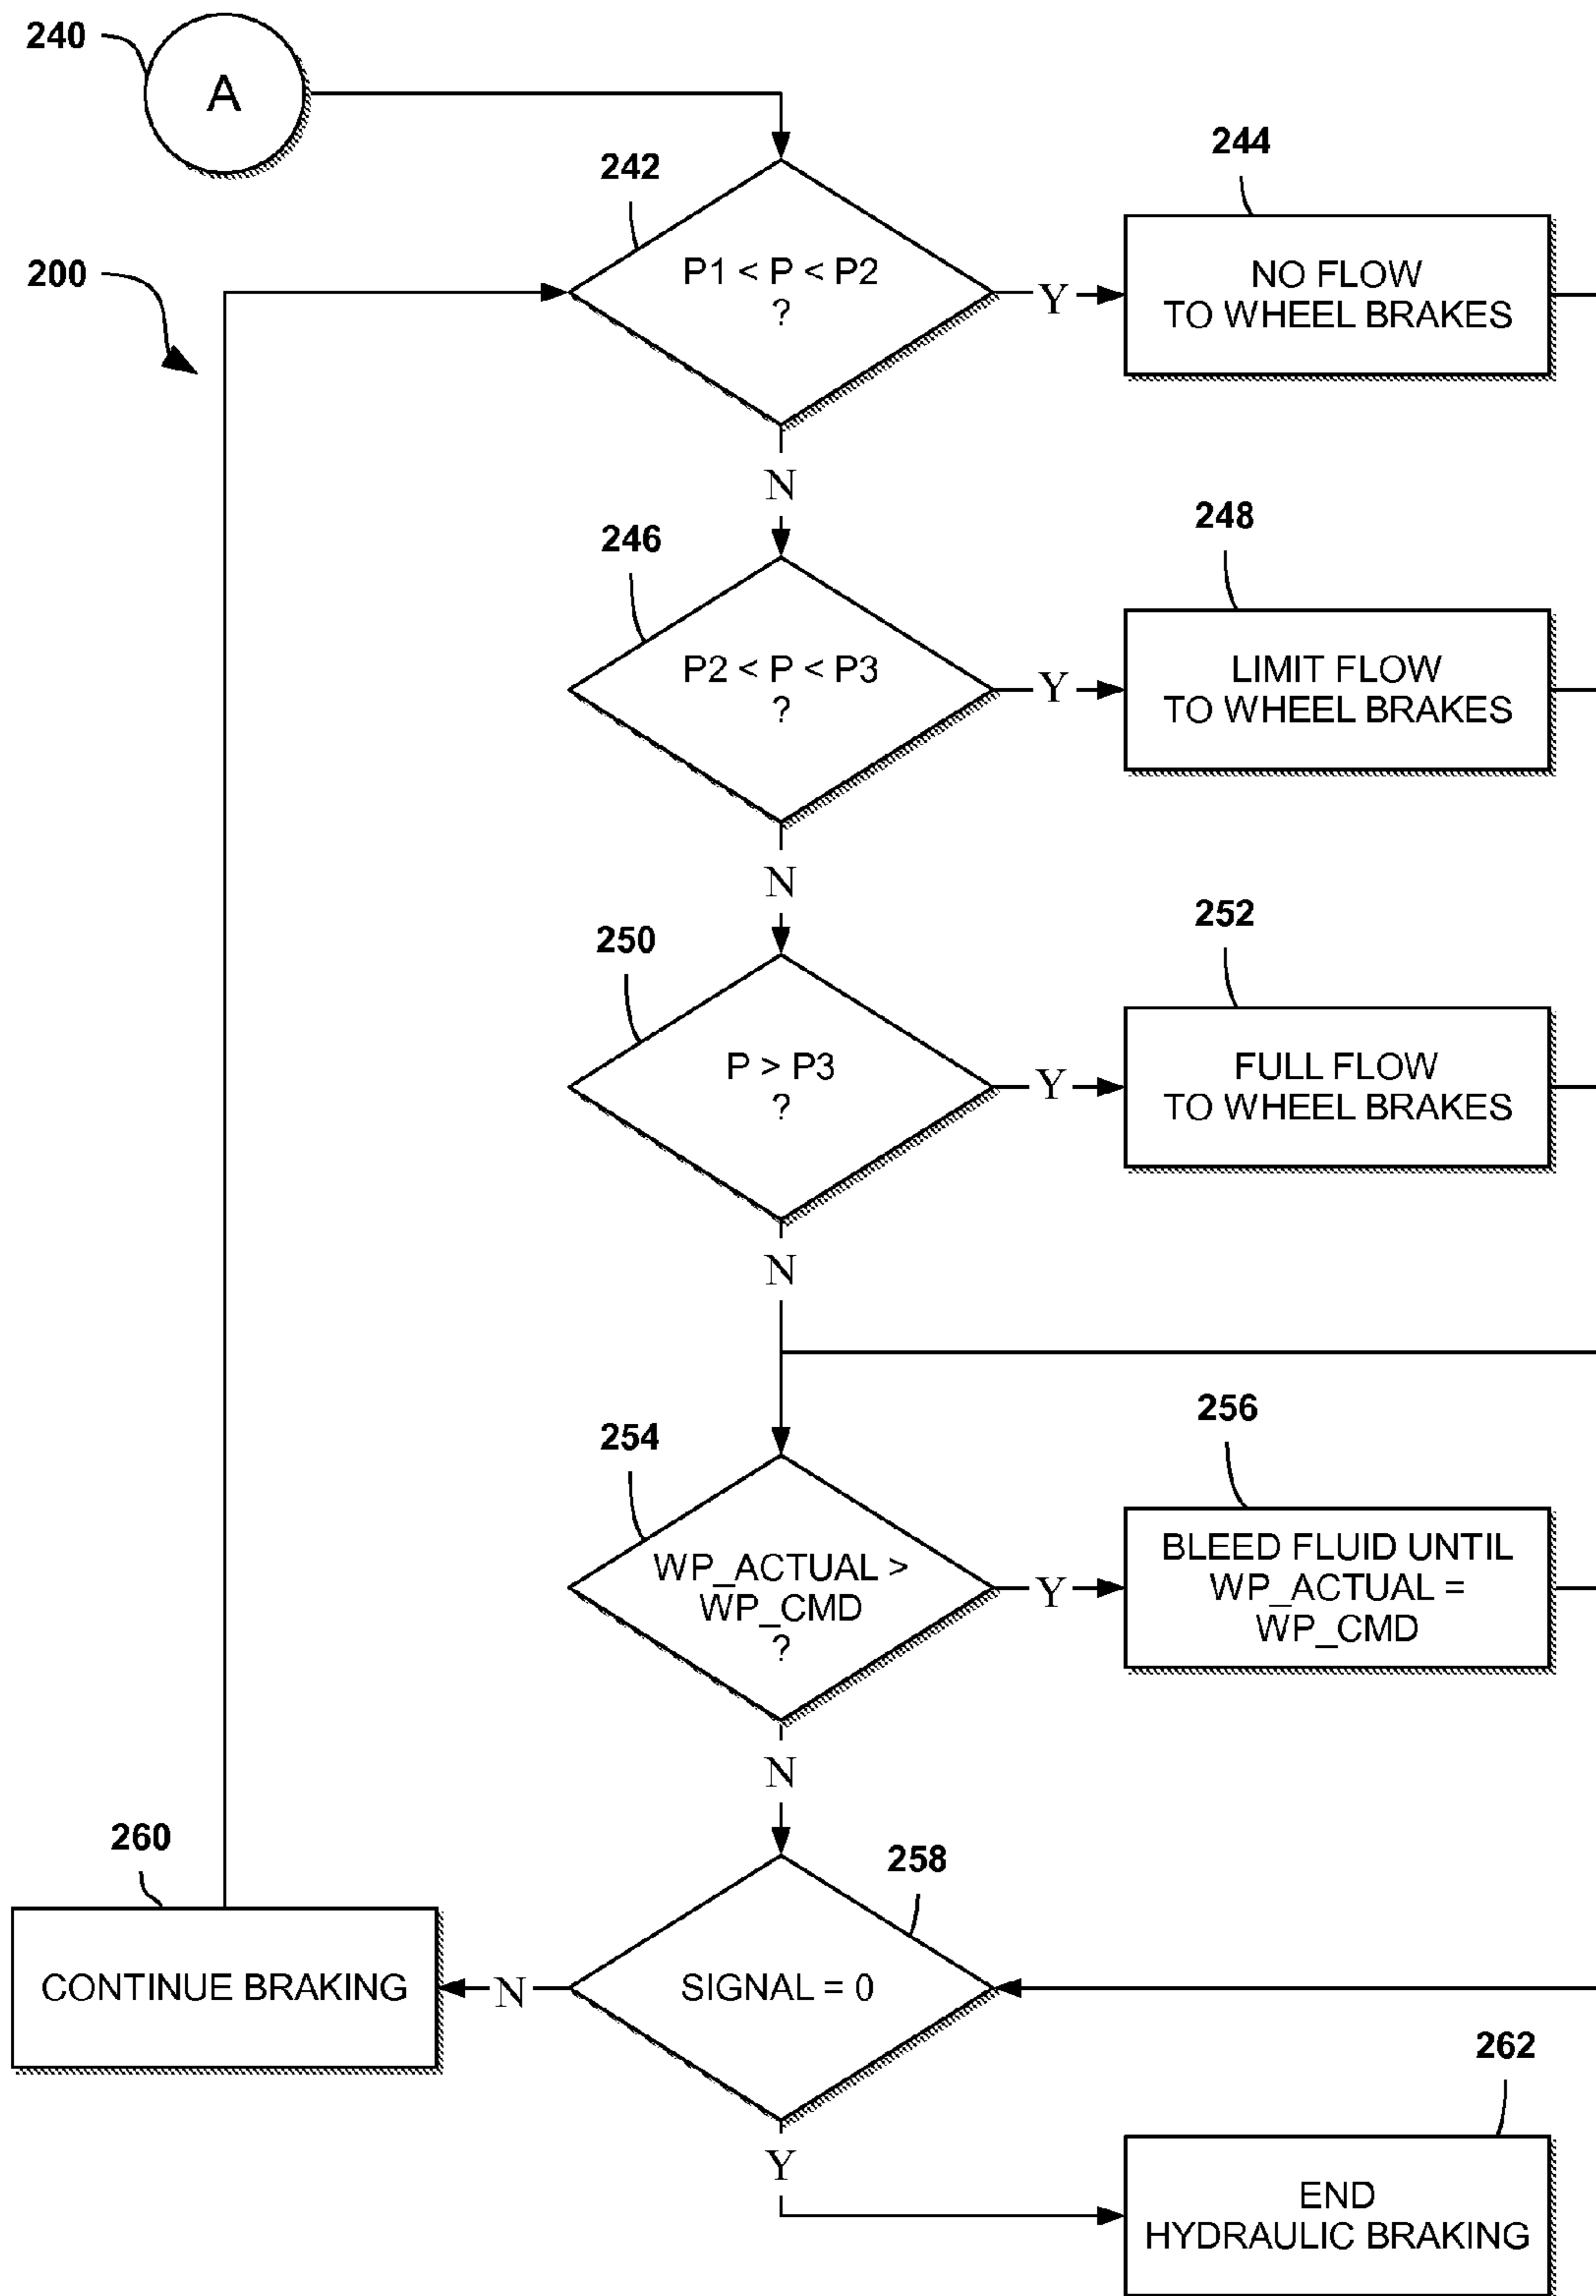 240
A
242
244
200
P1 < P < P2
?
Y
NO FLOW
TO WHEEL BRAKES
N
246
248
P2 < P < P3
?
Y
LIMIT FLOW
TO WHEEL BRAKES
N
250
252
P > P3
?
Y
FULL FLOW
TO WHEEL BRAKES
N
254
256
WP_ACTUAL >
WP_CMD
?
Y
BLEED FLUID UNTIL
WP_ACTUAL =
WP_CMD
N
260
258
CONTINUE BRAKING
N
SIGNAL = 0
262
Y
END
HYDRAULIC BRAKING